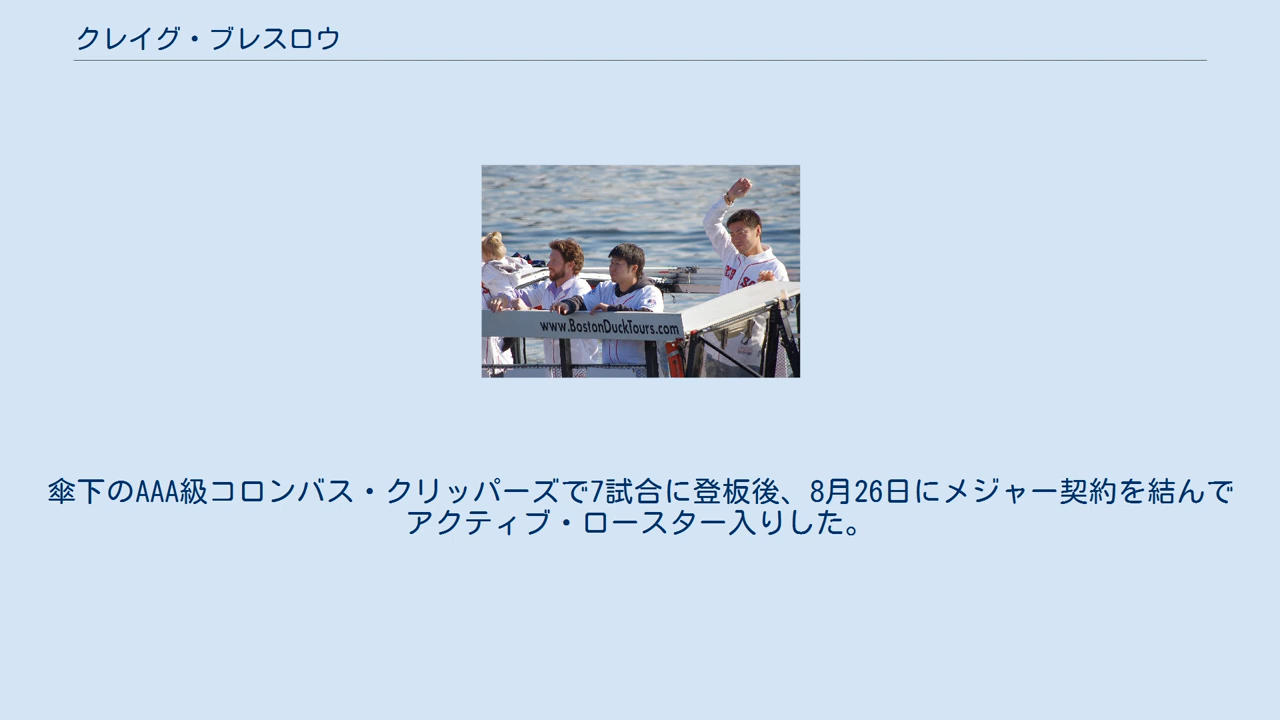 クレイグ・ブレスロウ
www.BostonDuckTours.com
傘下のAAA級コロンバス・クリッパーズで7試合に登板後、8月26日にメジャー契約を結んで
アクティブ・ロースター入りした。